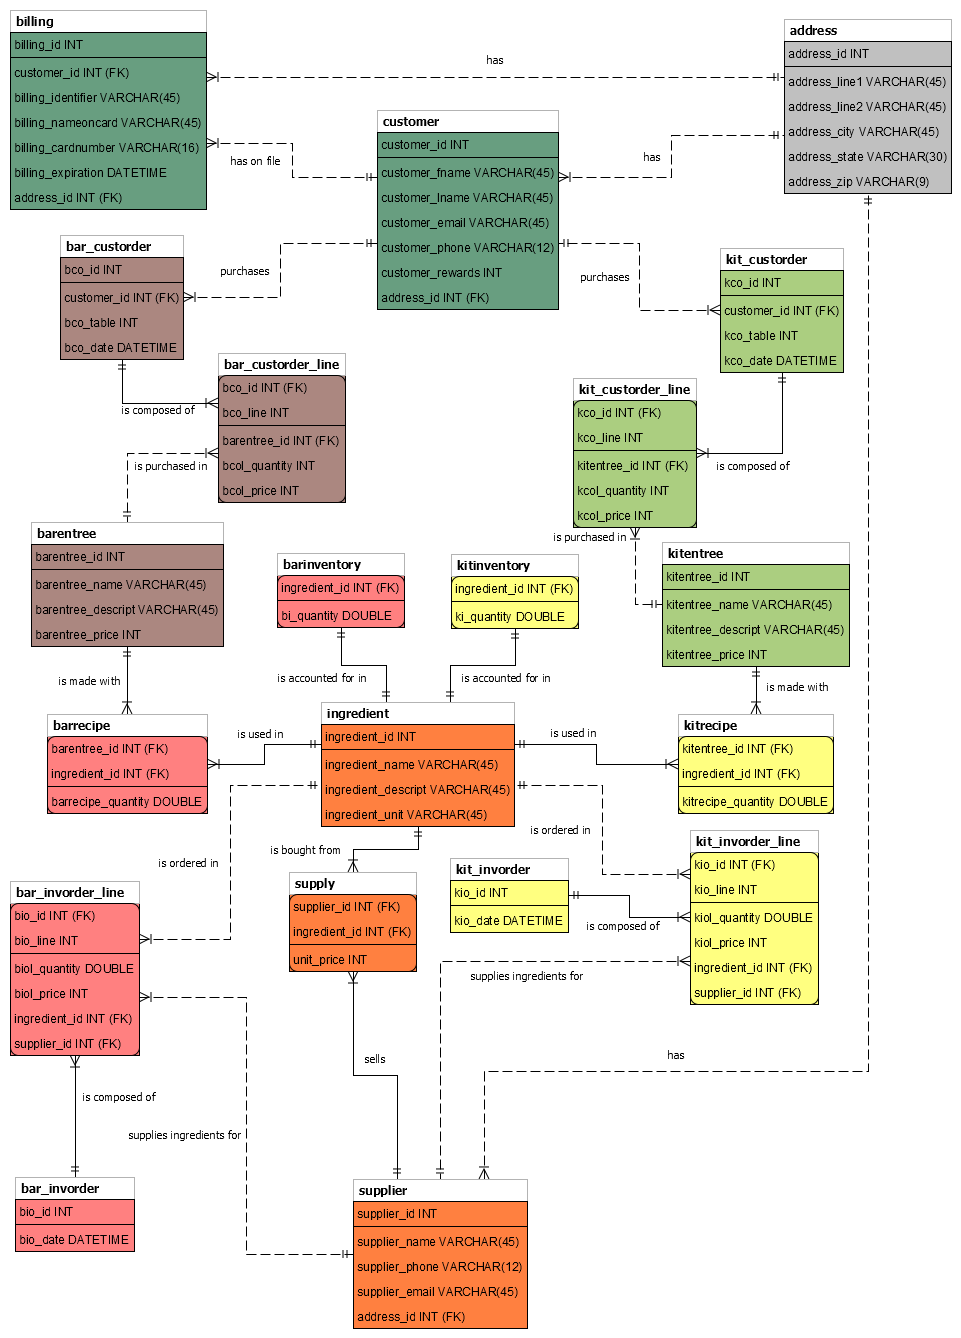 billing
billing_id INT
customer_id INT (FK)
billing_identifier VARCHAR(45)
billing_nameoncard VARCHAR(45)
billing_cardnumber VARCHAR(16)
billing_expiration DATETIME
address_id INT (FK)
has
address
address_id INT
address_line1 VARCHAR(45)
address_line2 VARCHAR(45)
address_city VARCHAR(45)
address_state VARCHAR(30)
address_zip VARCHAR(9)
customer
customer_id INT
customer_fname VARCHAR(45)
customer_lname VARCHAR(45)
customer_email VARCHAR(45)
customer_phone VARCHAR(12)
customer_rewards INT
address_id INT (FK)
has on file
has
purchases
purchases
bar_custorder
bco_id INT
customer_id INT (FK)
bco_table INT
bco_date DATETIME
kit_custorder
kco_id INT
customer_id INT (FK)
kco_table INT
kco_date DATETIME
is composed of
bar_custorder_line
bco_id INT (FK)
bco_line INT
barentree_id INT (FK)
bcol_quantity INT
bcol_price INT
kit_custorder_line
kco_id INT (FK)
kco_line INT
kitentree_id INT (FK)
kcol_quantity INT
kcol_price INT
is composed of
is purchased in
is purchased in
barentree
barentree_id INT
barentree_name VARCHAR(45)
barentree_descript VARCHAR(45)
barentree_price INT
barinventory
ingredient_id INT (FK)
bi_quantity DOUBLE
kitinventory
ingredient_id INT (FK)
ki_quantity DOUBLE
kitentree
kitentree_id INT
kitentree_name VARCHAR(45)
kitentree_descript VARCHAR(45)
kitentree_price INT
is made with
is accounted for in
is accounted for in
is made with
barrecipe
barentree_id INT (FK)
ingredient_id INT (FK)
barrecipe_quantity DOUBLE
is used in
ingredient
ingredient_id INT
ingredient_name VARCHAR(45)
ingredient_descript VARCHAR(45)
ingredient_unit VARCHAR(45)
is used in
kitrecipe
kitentree_id INT (FK)
ingredient_id INT (FK)
kitrecipe_quantity DOUBLE
is ordered in
is bought from
is ordered in
bar_invorder_line
bio_id INT (FK)
bio_line INT
biol_quantity DOUBLE
biol_price INT
ingredient_id INT (FK)
supplier_id INT (FK)
supply
supplier_id INT (FK)
ingredient_id INT (FK)
unit_price INT
kit_invorder
kio_id INT
kio_date DATETIME
is composed of
kit_invorder_line
kio_id INT (FK)
kio_line INT
kiol_quantity DOUBLE
kiol_price INT
ingredient_id INT (FK)
supplier_id INT (FK)
supplies ingredients for
sells
has
is composed of
supplies ingredients for
bar_invorder
bio_id INT
bio_date DATETIME
supplier
supplier_id INT
supplier_name VARCHAR(45)
supplier_phone VARCHAR(12)
supplier_email VARCHAR(45)
address_id INT (FK)